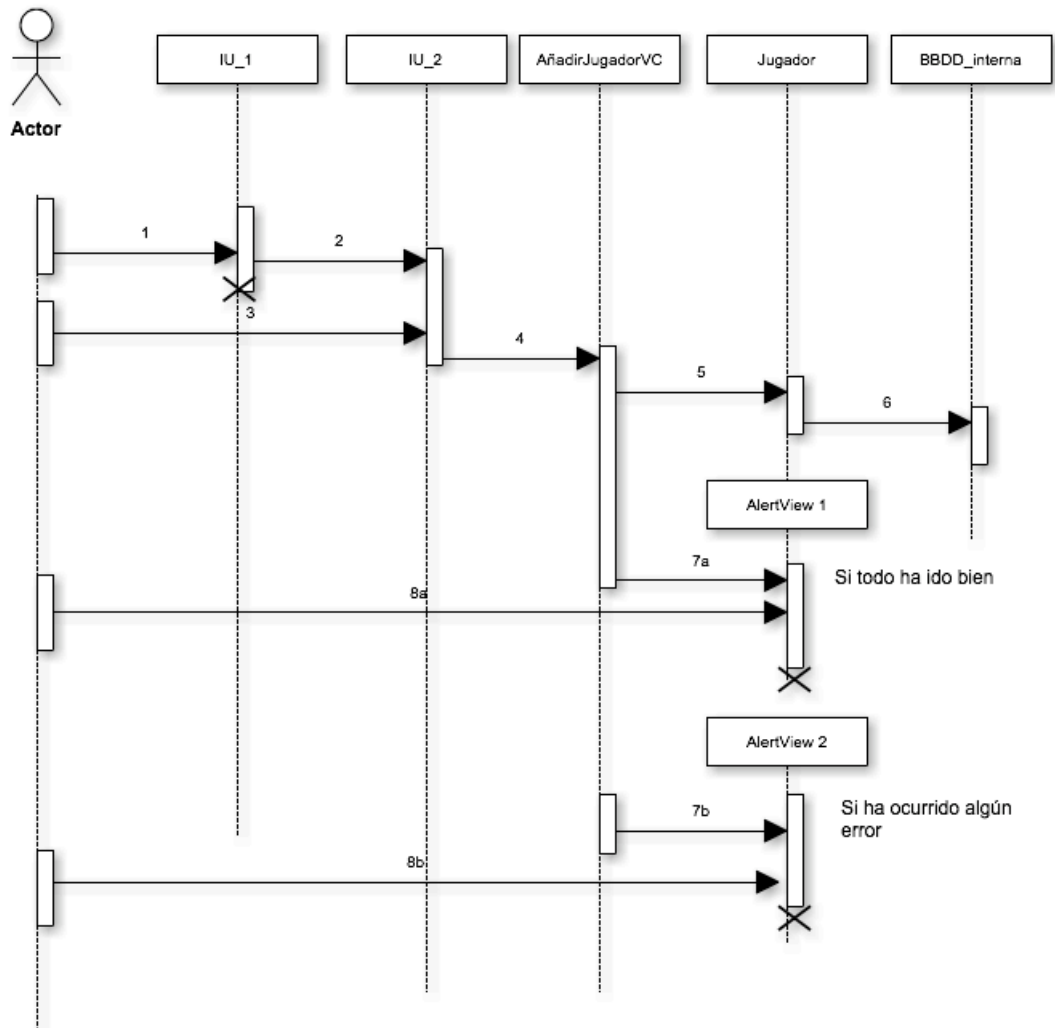 IU_1
IU_2
AñadirJugadorVC
Jugador
BBDD_interna
Actor
1
2
3
4
5
6
AlertView 1
7a
Si todo ha ido bien
8a
AlertView 2
7b
Si ha ocurrido algún
error
8b